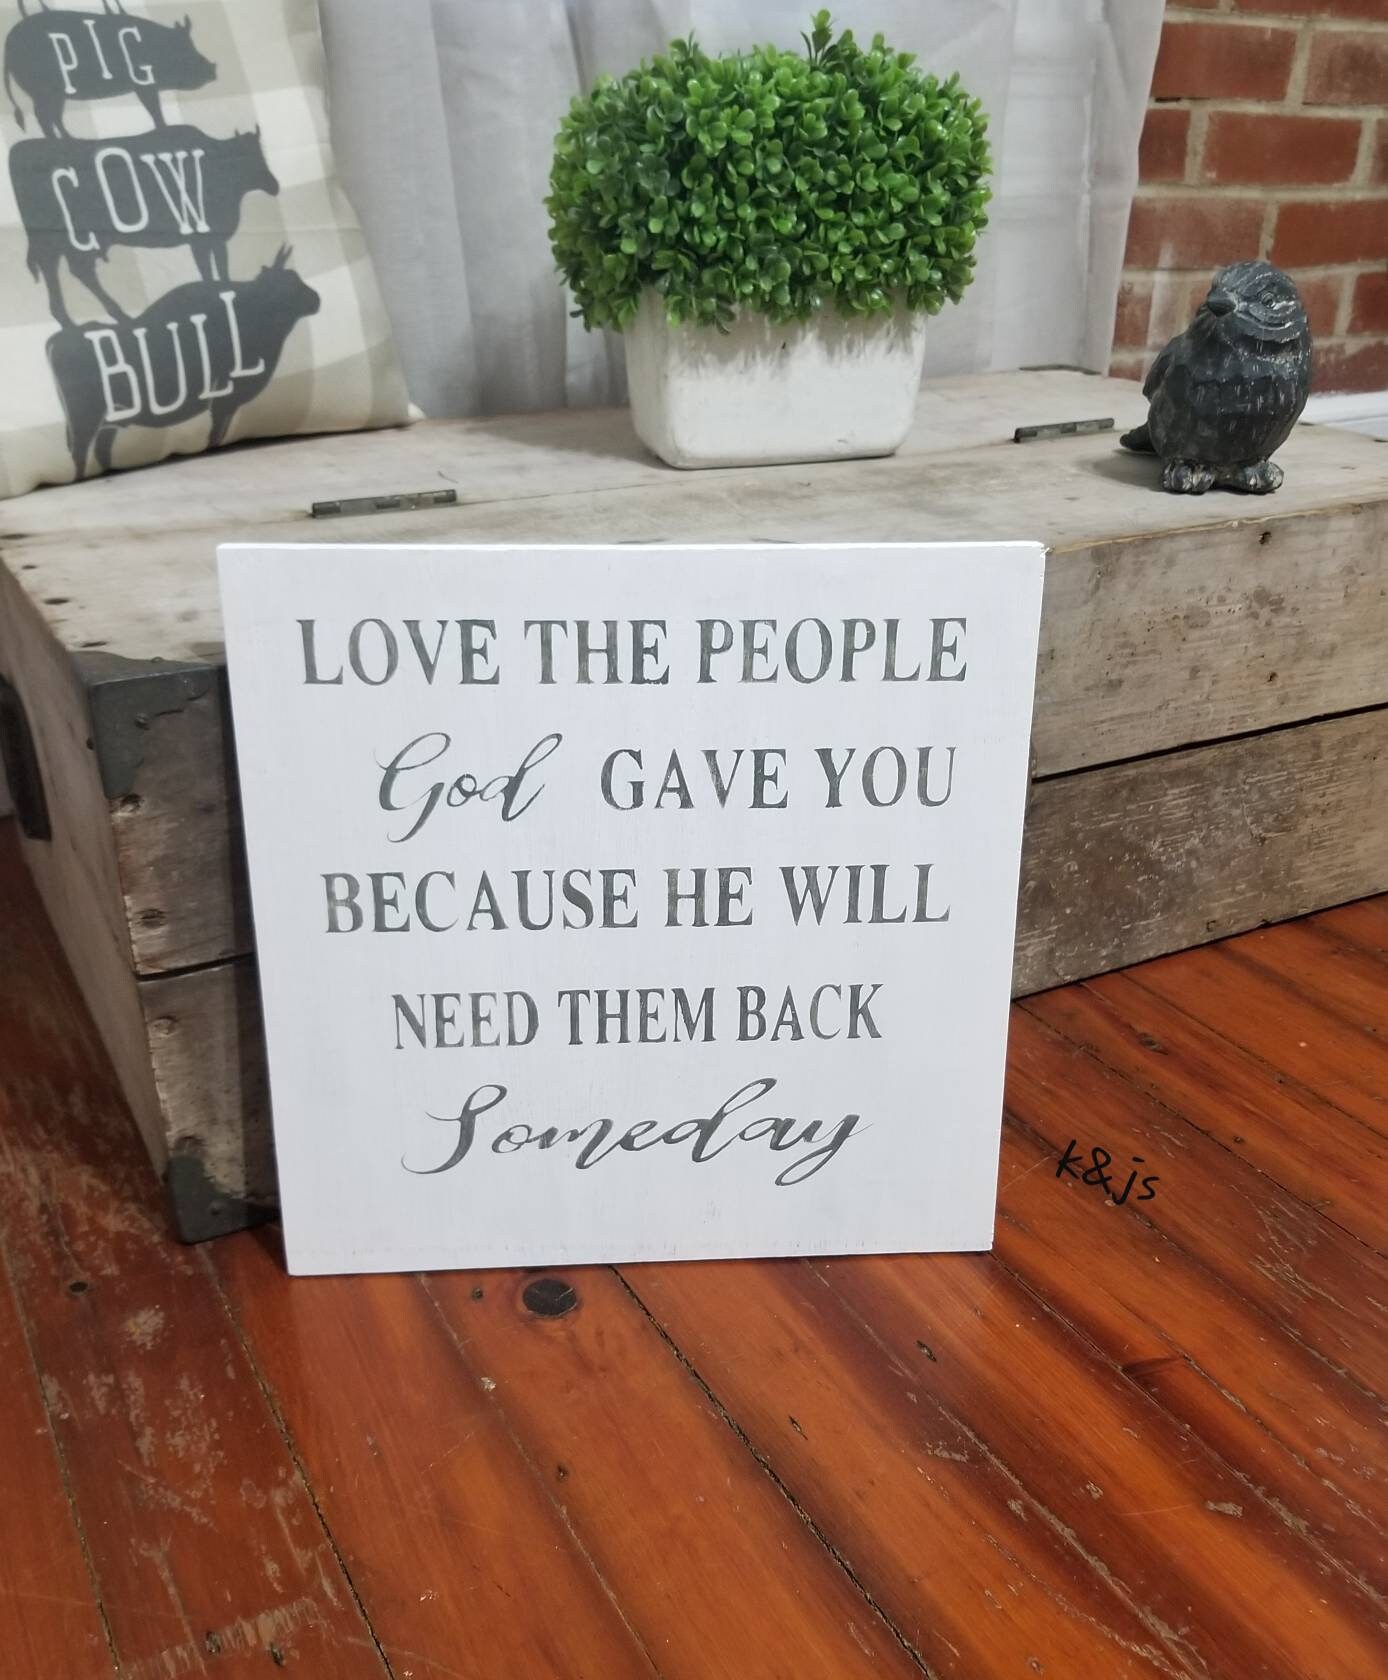 PIG
COW
BULL
LOVE THE PEOPLE
God GAVE YOU
BECAUSE HE WILL
NEED THEM BACK
Someday
k&js